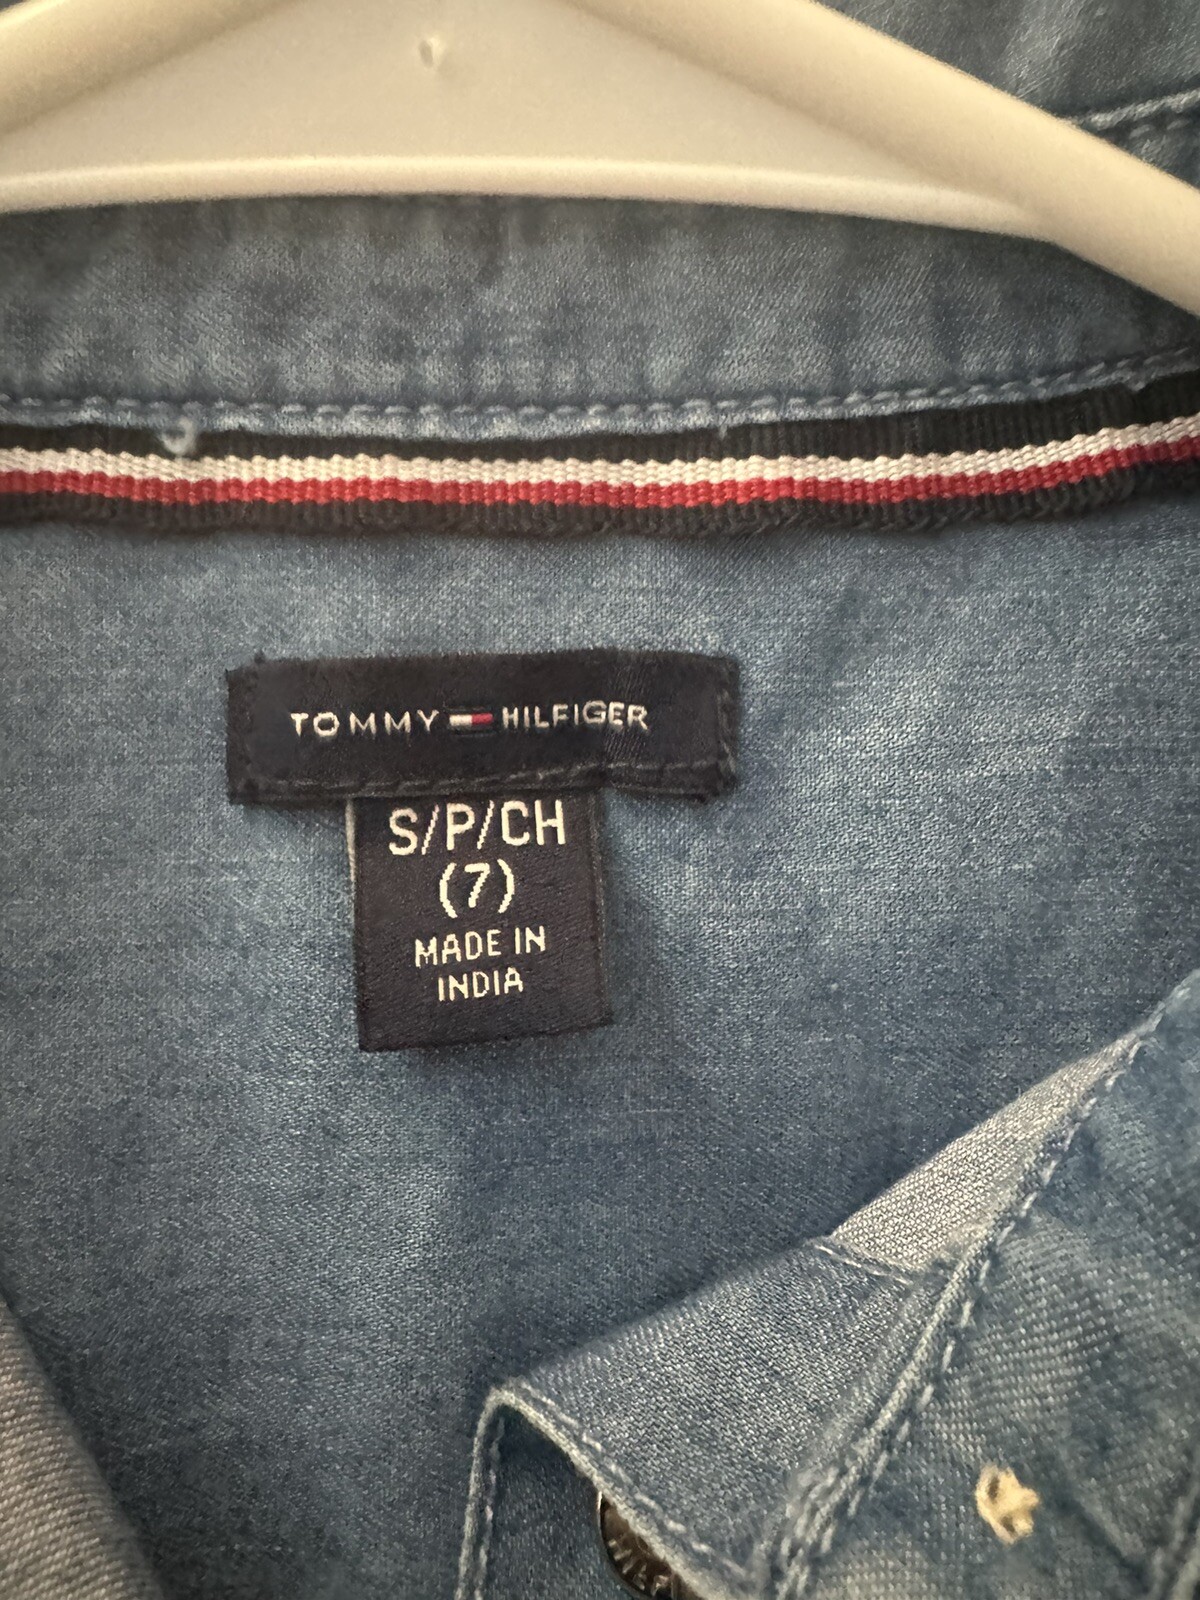 TOMMY HILFIGER
S/P/CH
(7)
MADE IN
INDIA